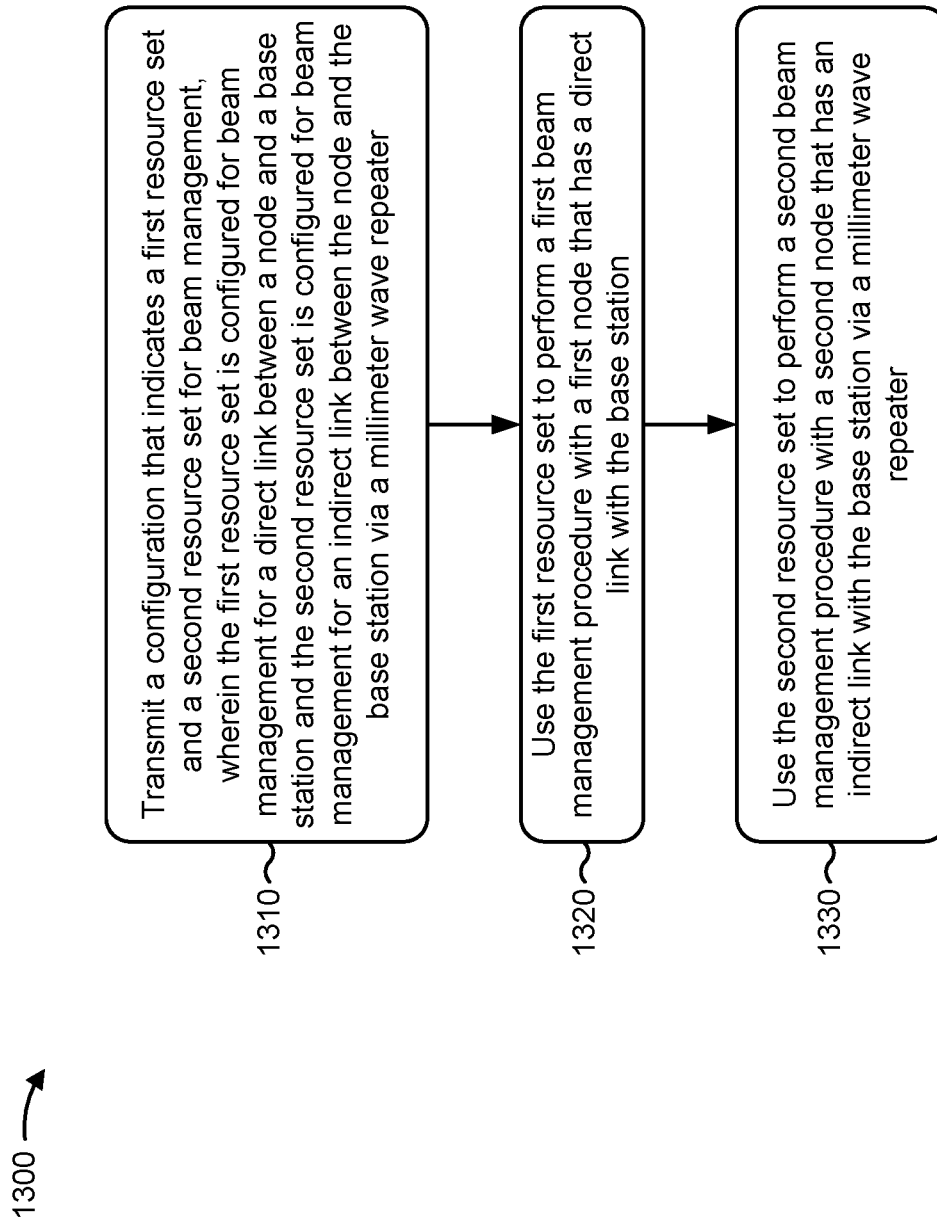 1300
1310
Transmit a configuration that indicates a first resource set
and a second resource set for beam management,
wherein the first resource set is configured for beam
management for a direct link between a node and a base
station and the second resource set is configured for beam
management for an indirect link between the node and the
base station via a millimeter wave repeater
1320
Use the first resource set to perform a first beam
management procedure with a first node that has a direct
link with the base station
1330
Use the second resource set to perform a second beam
management procedure with a second node that has an
indirect link with the base station via a millimeter wave
repeater